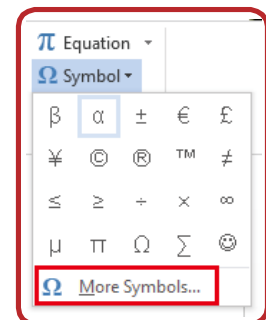 π Equation
Ω Symbol
β α ± € £
¥ © ® ™ ≠
≤ ≥ ÷ × ∞
µ π Ω ∑ ☺
Ω More Symbols...